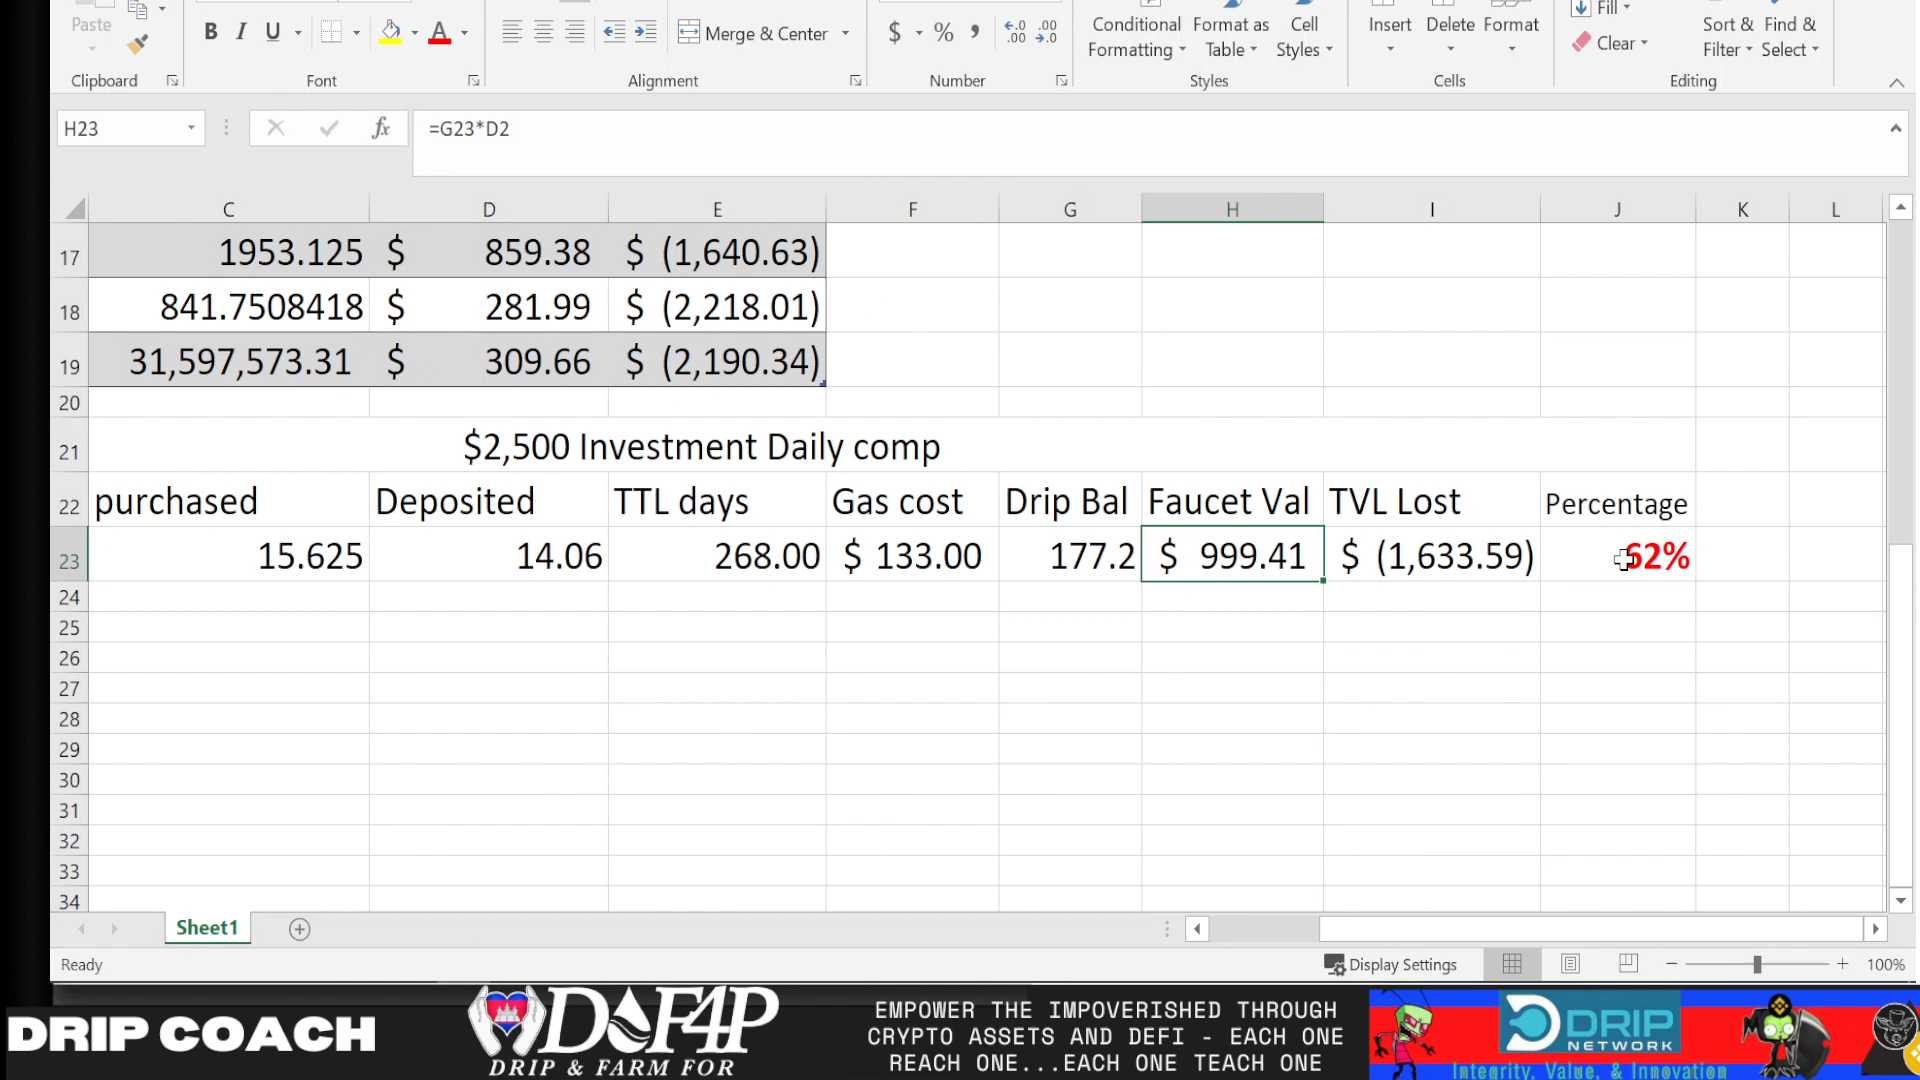 Paste
B I U
Merge & Center
$ % ,
Conditional Formatting
Format as Table
Cell Styles
Insert Delete Format
Fill
Clear
Sort & Filter
Find & Select
Clipboard Font Alignment Number Styles Cells Editing
H23 fx =G23*D2
C D E F G H I J K L
17 1953.125 $ 859.38 $ (1,640.63)
18 841.7508418 $ 281.99 $ (2,218.01)
19 31,597,573.31 $ 309.66 $ (2,190.34)
20
21 $2,500 Investment Daily comp
22 purchased Deposited TTL days Gas cost Drip Bal Faucet Val TVL Lost Percentage
23 15.625 14.06 268.00 $ 133.00 177.2 $ 999.41 $ (1,633.59) 62%
24
25
26
27
28
29
30
31
32
33
34
Sheet1
Ready Display Settings 100%
DRIP COACH
DFF4P
DRIP & FARM FOR
EMPOWER THE IMPOVERISHED THROUGH
CRYPTO ASSETS AND DEFI - EACH ONE
REACH ONE...EACH ONE TEACH ONE
DRIP
NETWORK
Integrity, Value, & Innovation